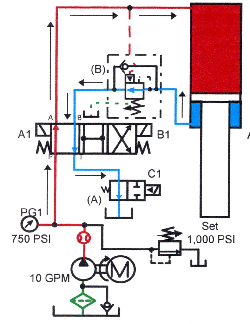 (B)
A
B
A1
B1
P
T
C1
(A)
A
PG1
750 PSI
Set
1,000 PSI
10 GPM
M